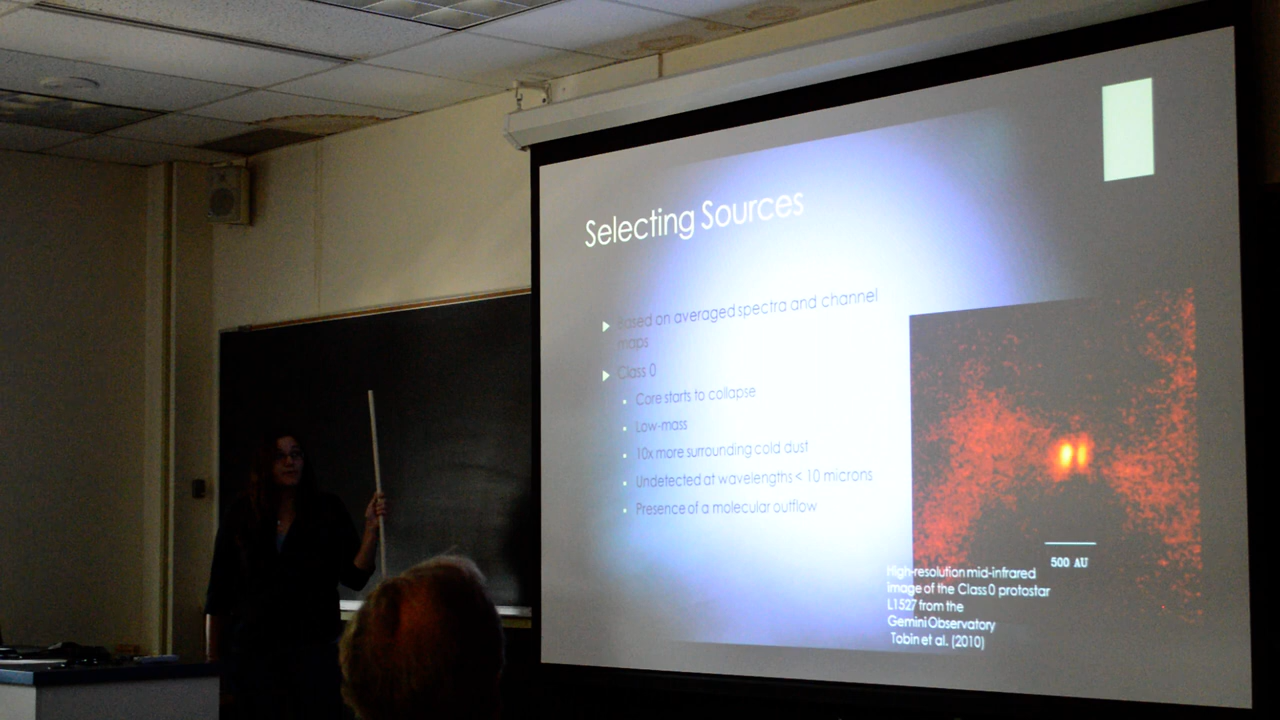 Selecting Sources
Based on averaged spectra and channel
maps
Class 0
Core starts to collapse
Low-mass
10x more surrounding cold dust
Undetected at wavelengths < 10 microns
Presence of a molecular outflow
500 AU
High-resolution mid-infrared
image of the Class 0 protostar
L1527 from the
Gemini Observatory
Tobin et al. (2010)